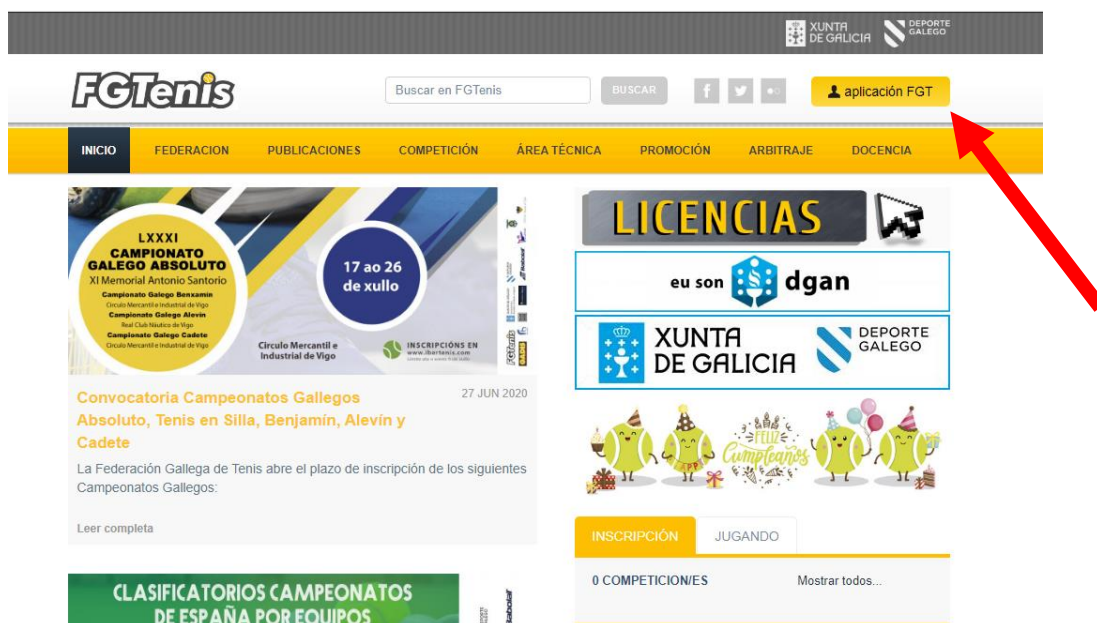 XUNTA
DE GALICIA
DEPORTE
GALEGO
FGTenis
Buscar en FGTenis
BUSCAR
aplicación FGT
INICIO
FEDERACION
PUBLICACIONES
COMPETICIÓN
ÁREA TÉCNICA
PROMOCIÓN
ARBITRAJE
DOCENCIA
LXXXI
CAMPIONATO
GALEGO ABSOLUTO
XI Memorial Antonio Santorio
Campionato Galego Benxamín
Círculo Mercantil e Industrial de Vigo
Campionato Galego Alevín
Real Club Náutico de Vigo
Campionato Galego Cadete
Círculo Mercantil e Industrial de Vigo
17 ao 26
de xullo
Circulo Mercantil e
Industrial de Vigo
INSCRIPCIÓNS EN
www.ibertenis.com
FGTenis
Babolat
LICENCIAS
eu son dgan
XUNTA
DE GALICIA
DEPORTE
GALEGO
Convocatoria Campeonatos Gallegos
Absoluto, Tenis en Silla, Benjamín, Alevín y
Cadete
27 JUN 2020
La Federación Gallega de Tenis abre el plazo de inscripción de los siguientes
Campeonatos Gallegos:
Leer completa
FELIZ
Cumpleaños
HAPPY
INSCRIPCIÓN
JUGANDO
0 COMPETICION/ES
Mostrar todos...
CLASIFICATORIOS CAMPEONATOS
DE ESPAÑA POR EQUIPOS
Babolat